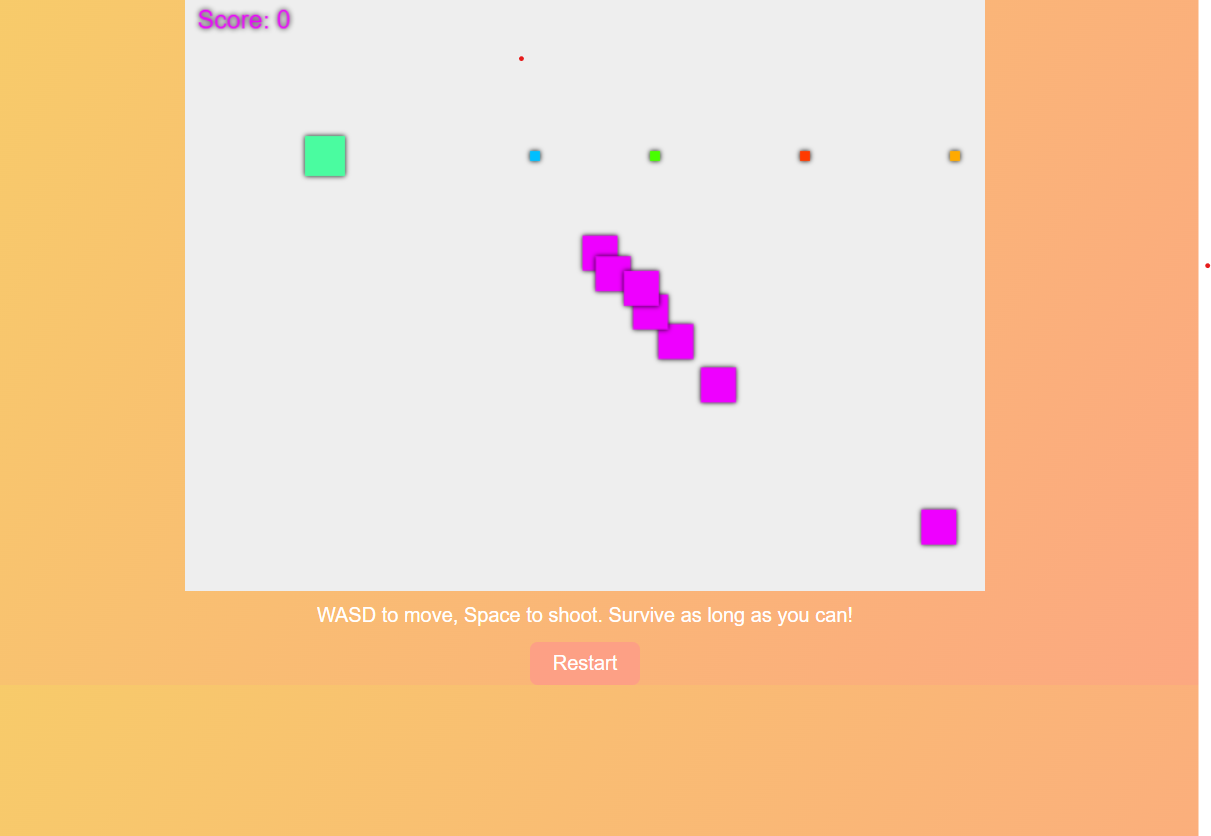 Score: 0
WASD to move, Space to shoot. Survive as long as you can!
Restart